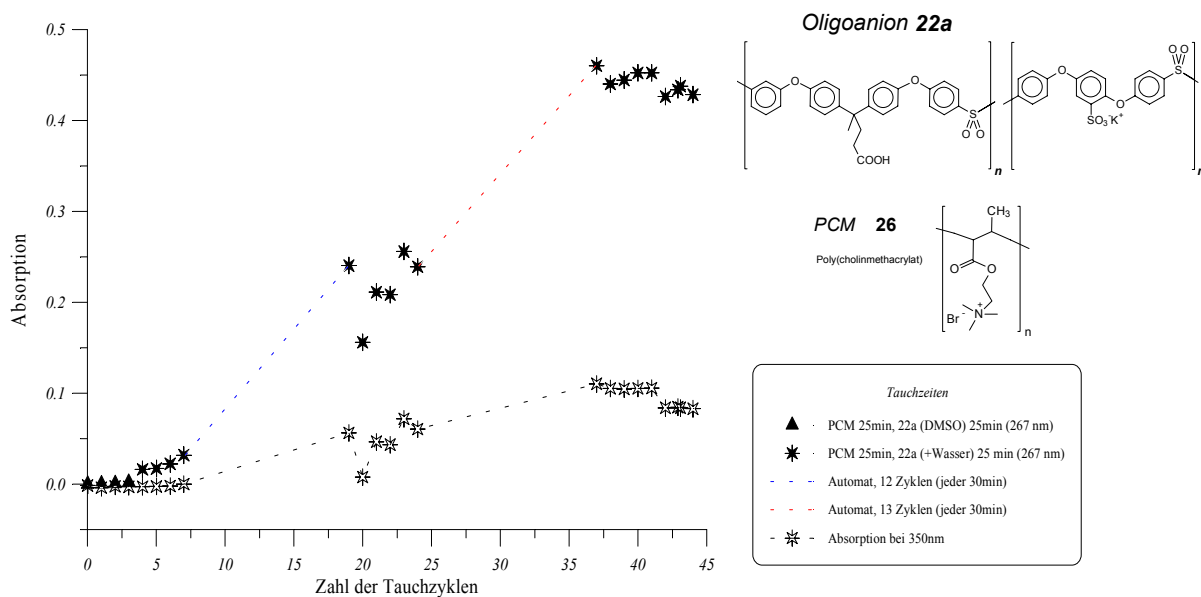 Absorption
0.5
0.4
0.3
0.2
0.1
0.0
0 5 10 15 20 25 30 35 40 45
Zahl der Tauchzyklen
Oligoanion 22a
O O S O O
COOH
n
O O S O O
SO₃⁻K⁺
n
PCM 26
Poly(cholinmethacrylat)
CH₃
O O
Br⁻ N⁺
n
Tauchzeiten
PCM 25min, 22a (DMSO) 25min (267 nm)
PCM 25min, 22a (+Wasser) 25 min (267 nm)
Automat, 12 Zyklen (jeder 30min)
Automat, 13 Zyklen (jeder 30min)
Absorption bei 350nm